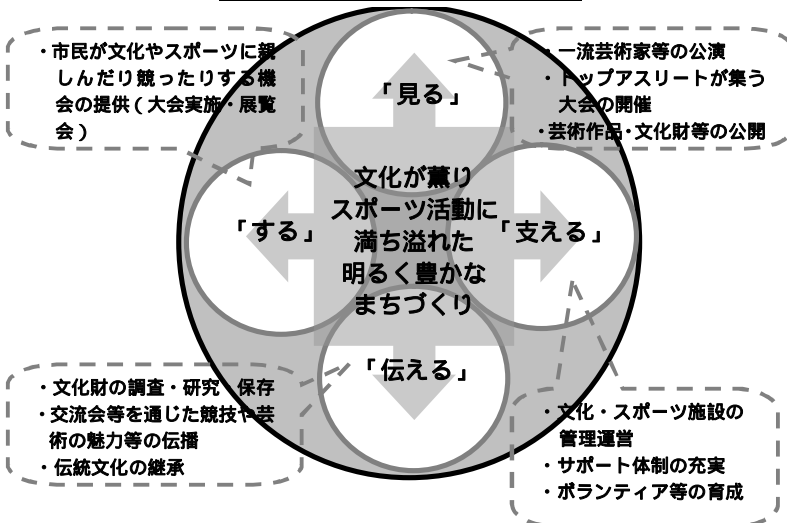 ・市民が文化やスポーツに親
しんだり競ったりする機
会の提供（大会実施・展覧
会）
・一流芸術家等の公演
・トップアスリートが集う
大会の開催
・芸術作品・文化財等の公開
「見る」
文化が薫り
スポーツ活動に
満ち溢れた
明るく豊かな
まちづくり
「する」
「支える」
「伝える」
・文化財の調査・研究・保存
・交流会等を通じた競技や芸
術の魅力等の伝播
・伝統文化の継承
・文化・スポーツ施設の
管理運営
・サポート体制の充実
・ボランティア等の育成